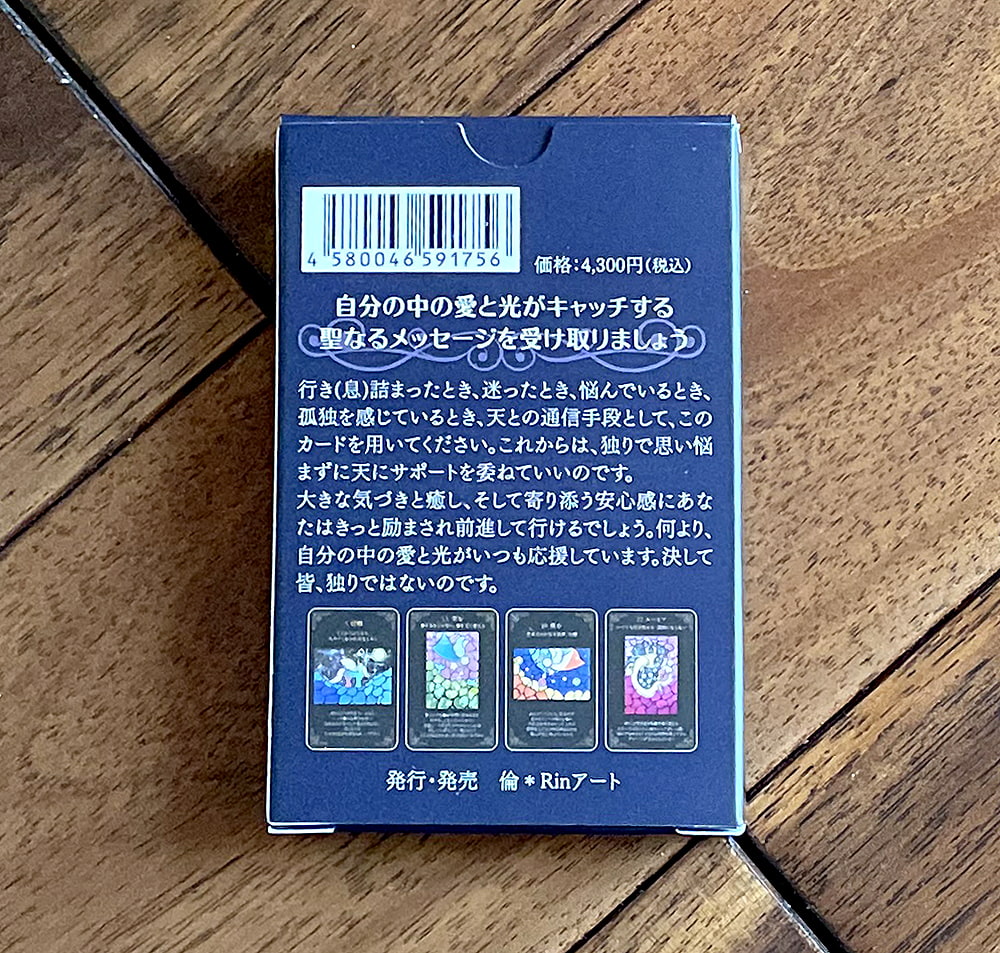 4 580046 591756
価格:4,300円(税込)
自分の中の愛と光がキャッチする
聖なるメッセージを受け取りましょう
行き(息)詰まったとき、迷ったとき、悩んでいるとき、
孤独を感じているとき、天との通信手段として、この
カードを用いてください。これからは、独りで思い悩
まずに天にサポートを委ねていいのです。
大きな気づきと癒し、そして寄り添う安心感にあな
たはきっと励まされ前進して行けるでしょう。何より、
自分の中の愛と光がいつも応援しています。決して
皆、独りではないのです。
発行・発売 倫*Rinアート